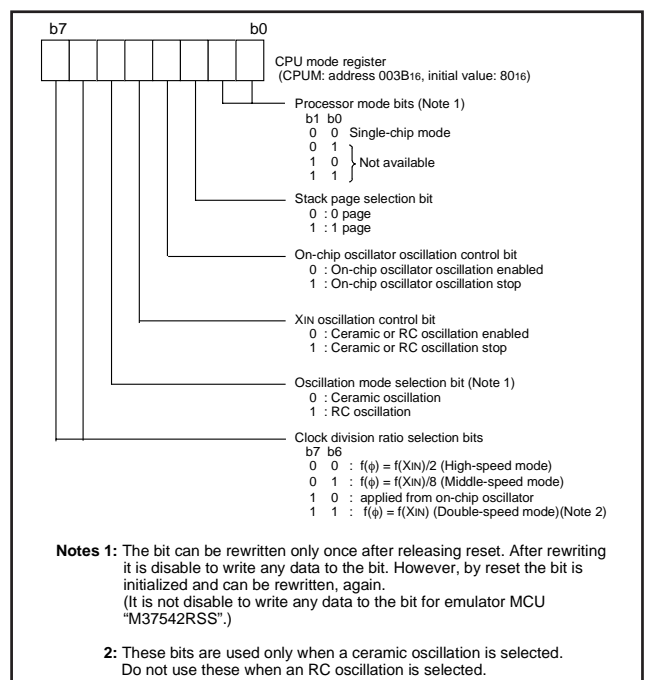 b7 b0
CPU mode register
(CPUM: address 003B16, initial value: 8016)
Processor mode bits (Note 1)
b1 b0
0 0 Single-chip mode
0 1
1 0 Not available
1 1
Stack page selection bit
0 : 0 page
1 : 1 page
On-chip oscillator oscillation control bit
0 : On-chip oscillator oscillation enabled
1 : On-chip oscillator oscillation stop
XIN oscillation control bit
0 : Ceramic or RC oscillation enabled
1 : Ceramic or RC oscillation stop
Oscillation mode selection bit (Note 1)
0 : Ceramic oscillation
1 : RC oscillation
Clock division ratio selection bits
b7 b6
0 0 : f(φ) = f(XIN)/2 (High-speed mode)
0 1 : f(φ) = f(XIN)/8 (Middle-speed mode)
1 0 : applied from on-chip oscillator
1 1 : f(φ) = f(XIN) (Double-speed mode)(Note 2)
Notes 1: The bit can be rewritten only once after releasing reset. After rewriting
it is disable to write any data to the bit. However, by reset the bit is
initialized and can be rewritten, again.
(It is not disable to write any data to the bit for emulator MCU
“M37542RSS”.)
2: These bits are used only when a ceramic oscillation is selected.
Do not use these when an RC oscillation is selected.